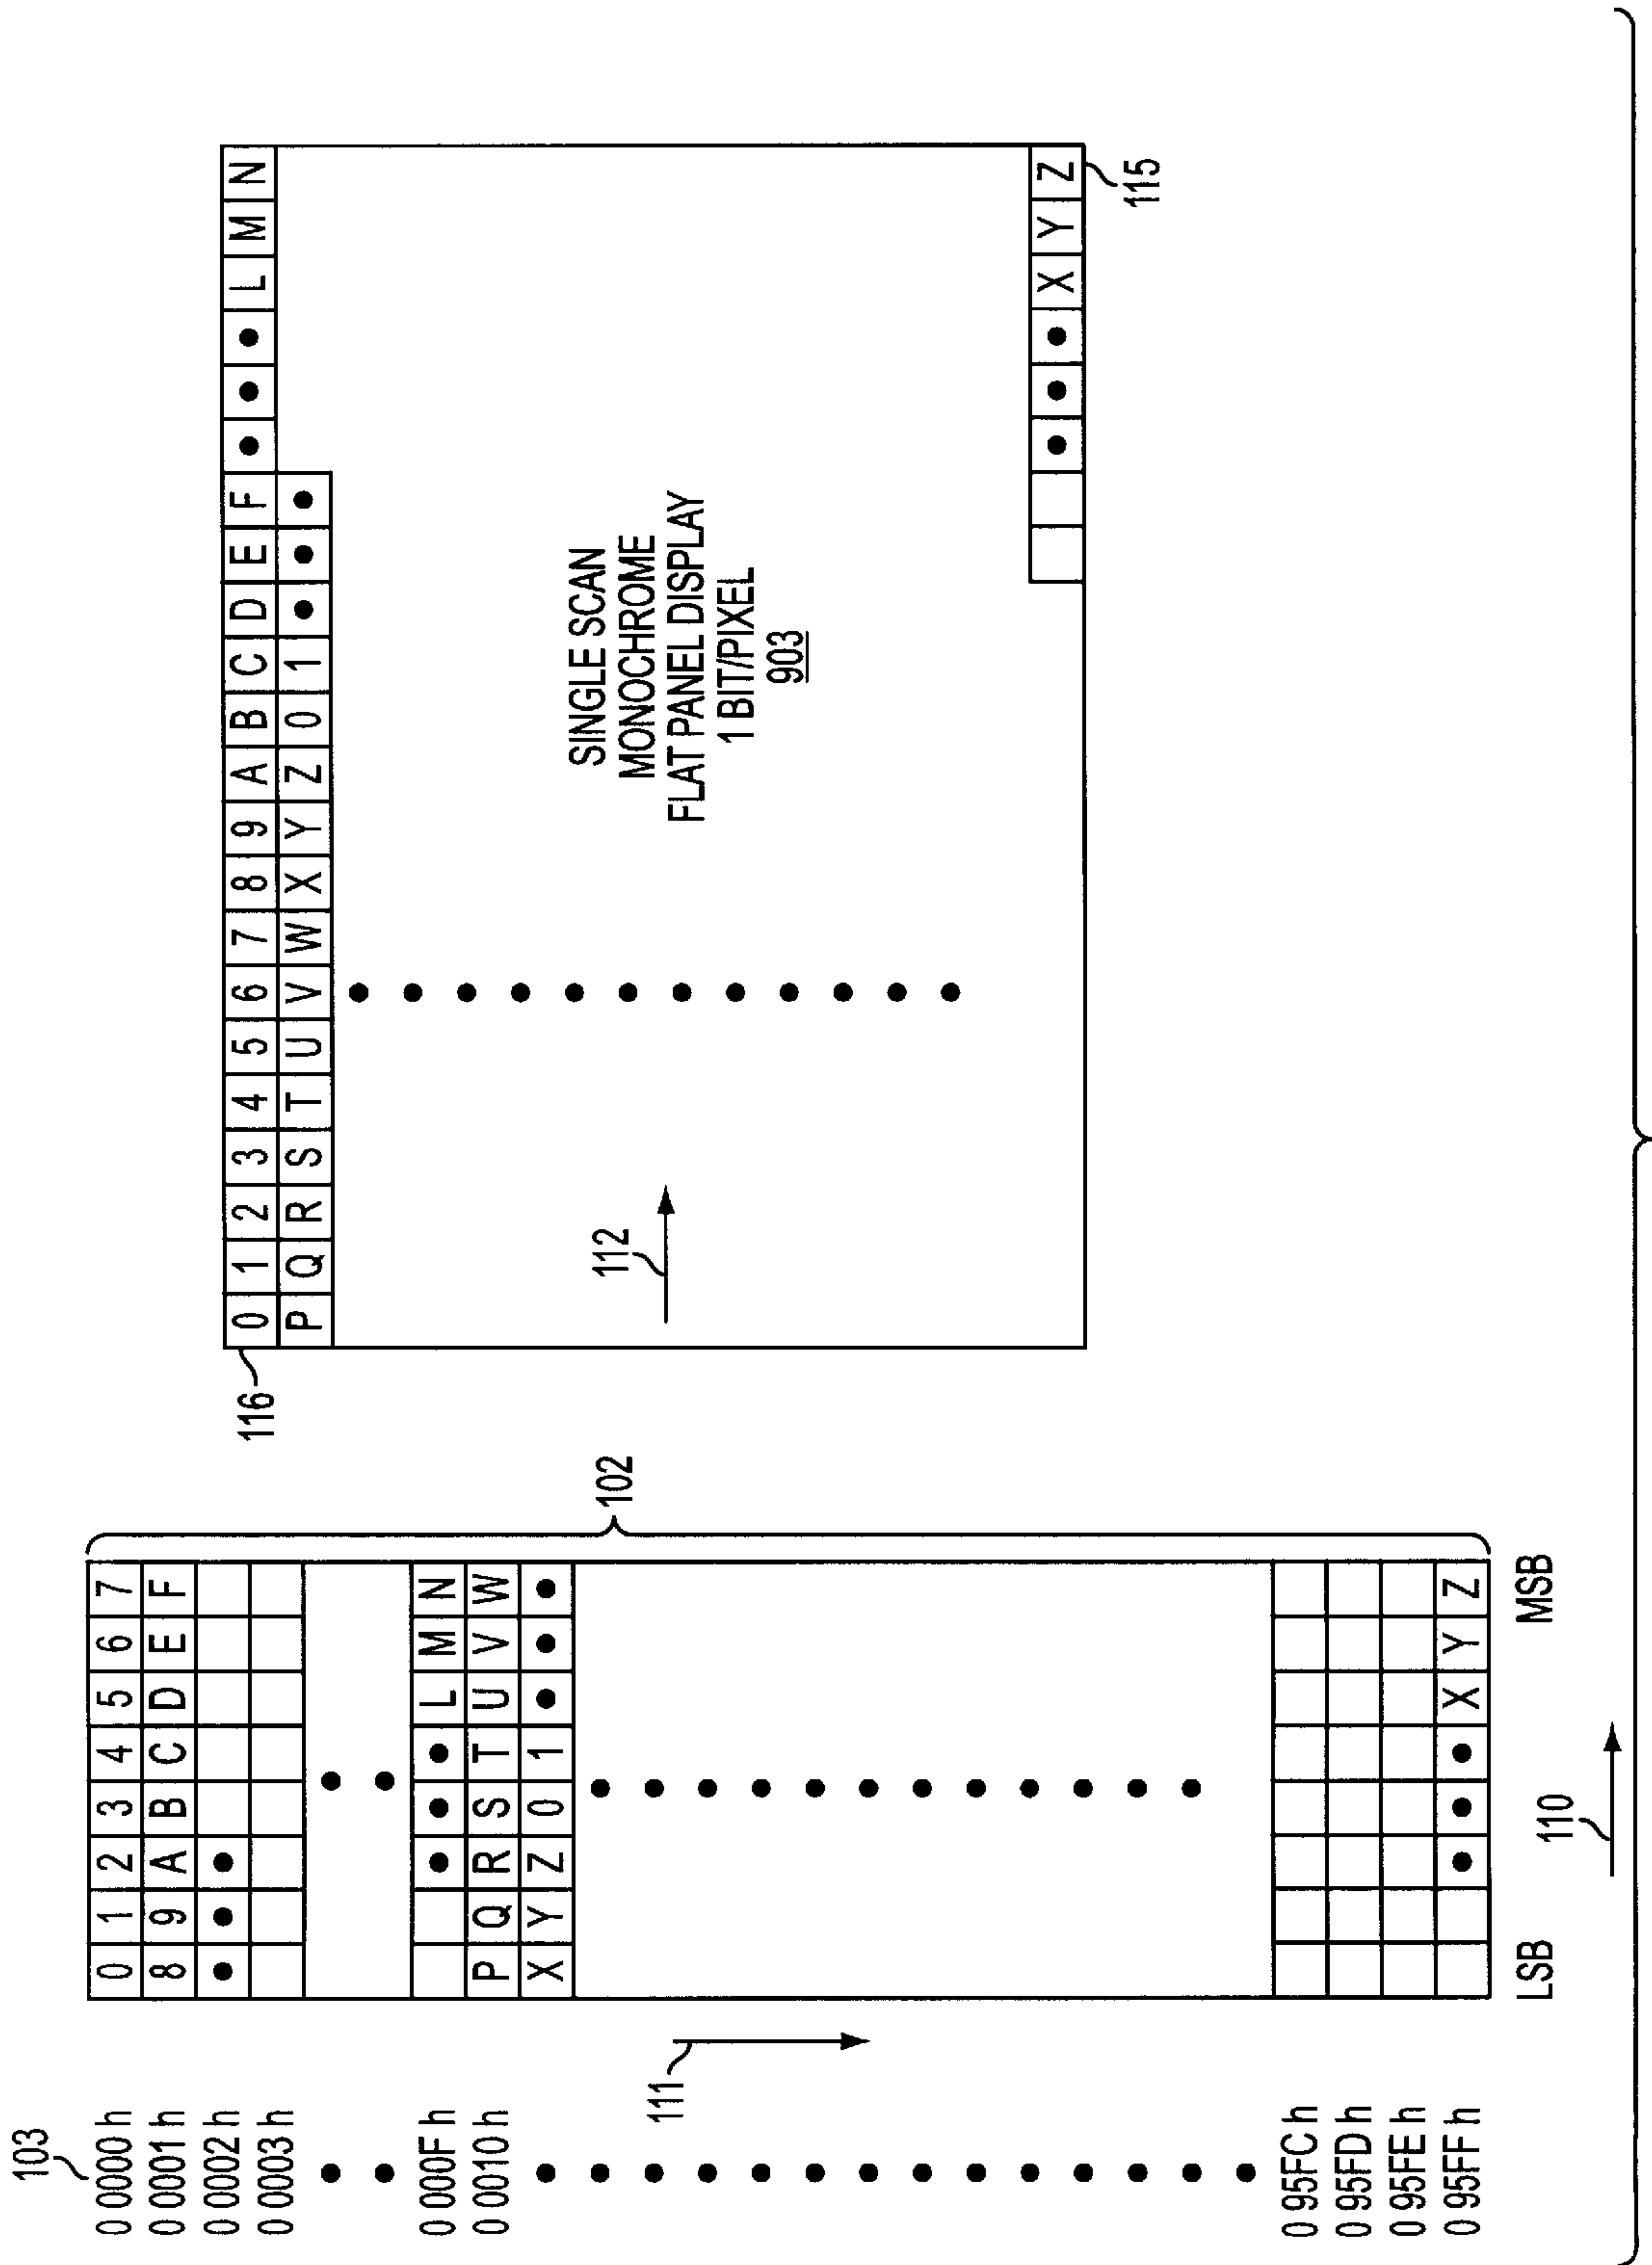 103
0 0000 h
0 0001 h
0 0002 h
0 0003 h
0 000F h
0 0010 h
0 95FC h
0 95FD h
0 95FE h
0 95FF h
111
0 1 2 3 4 5 6 7
8 9 A B C D E F
● ● ●
● ● ● L M N
P Q R S T U V W
X Y Z 0 1 ● ● ●
● ● ● X Y Z
LSB
MSB
110
102
116
0 1 2 3 4 5 6 7 8 9 A B C D E F ● ● ● L M N
P Q R S T U V W X Y Z 0 1 ● ● ●
112
SINGLE SCAN
MONOCHROME
FLAT PANEL DISPLAY
1 BIT/PIXEL
903
● ● ● X Y Z
115